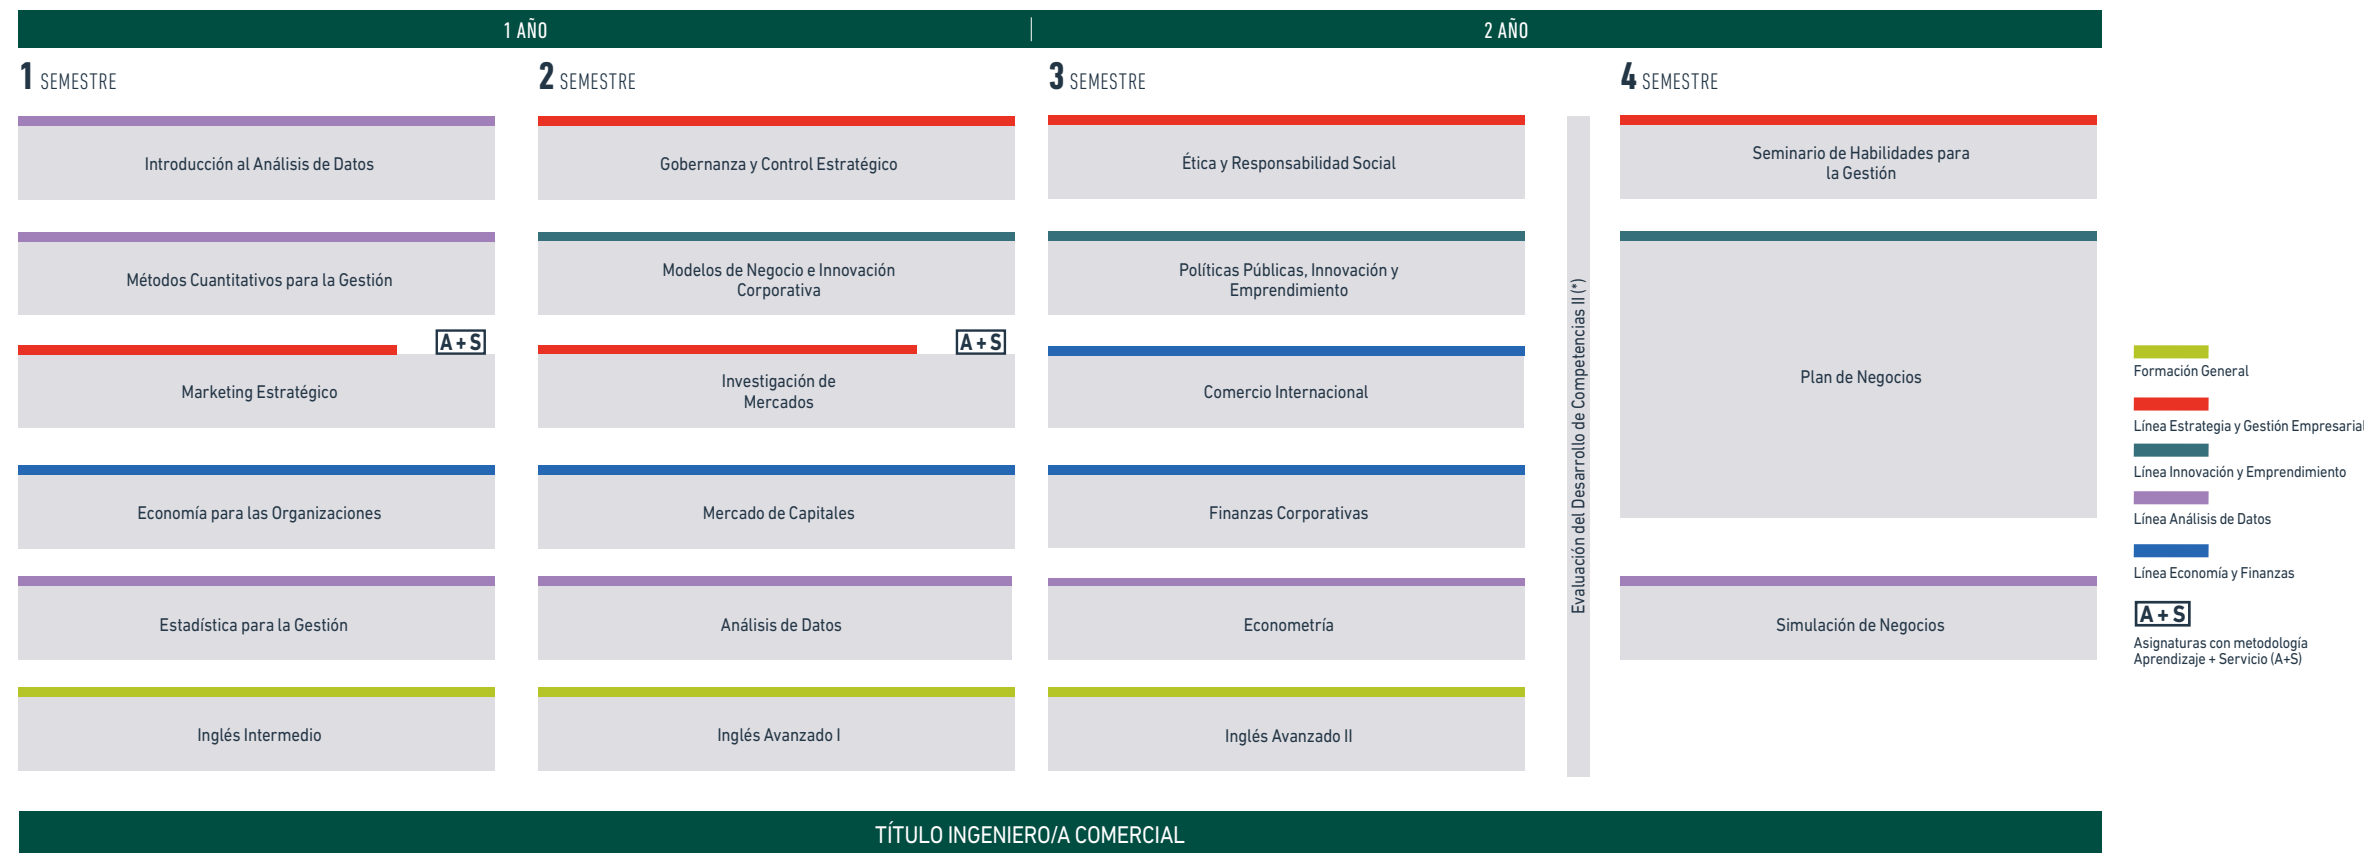 1 AÑO
2 AÑO
1 SEMESTRE
2 SEMESTRE
3 SEMESTRE
4 SEMESTRE
Introducción al Análisis de Datos
Métodos Cuantitativos para la Gestión
A + S
Marketing Estratégico
Economía para las Organizaciones
Estadística para la Gestión
Inglés Intermedio
Gobernanza y Control Estratégico
Modelos de Negocio e Innovación
Corporativa
A + S
Investigación de
Mercados
Mercado de Capitales
Análisis de Datos
Inglés Avanzado I
Ética y Responsabilidad Social
Políticas Públicas, Innovación y
Emprendimiento
Comercio Internacional
Finanzas Corporativas
Econometría
Inglés Avanzado II
Evaluación del Desarrollo de Competencias II (*)
Seminario de Habilidades para
la Gestión
Plan de Negocios
Simulación de Negocios
Formación General
Línea Estrategia y Gestión Empresarial
Línea Innovación y Emprendimiento
Línea Análisis de Datos
Línea Economía y Finanzas
A + S
Asignaturas con metodología
Aprendizaje + Servicio (A+S)
TÍTULO INGENIERO/A COMERCIAL